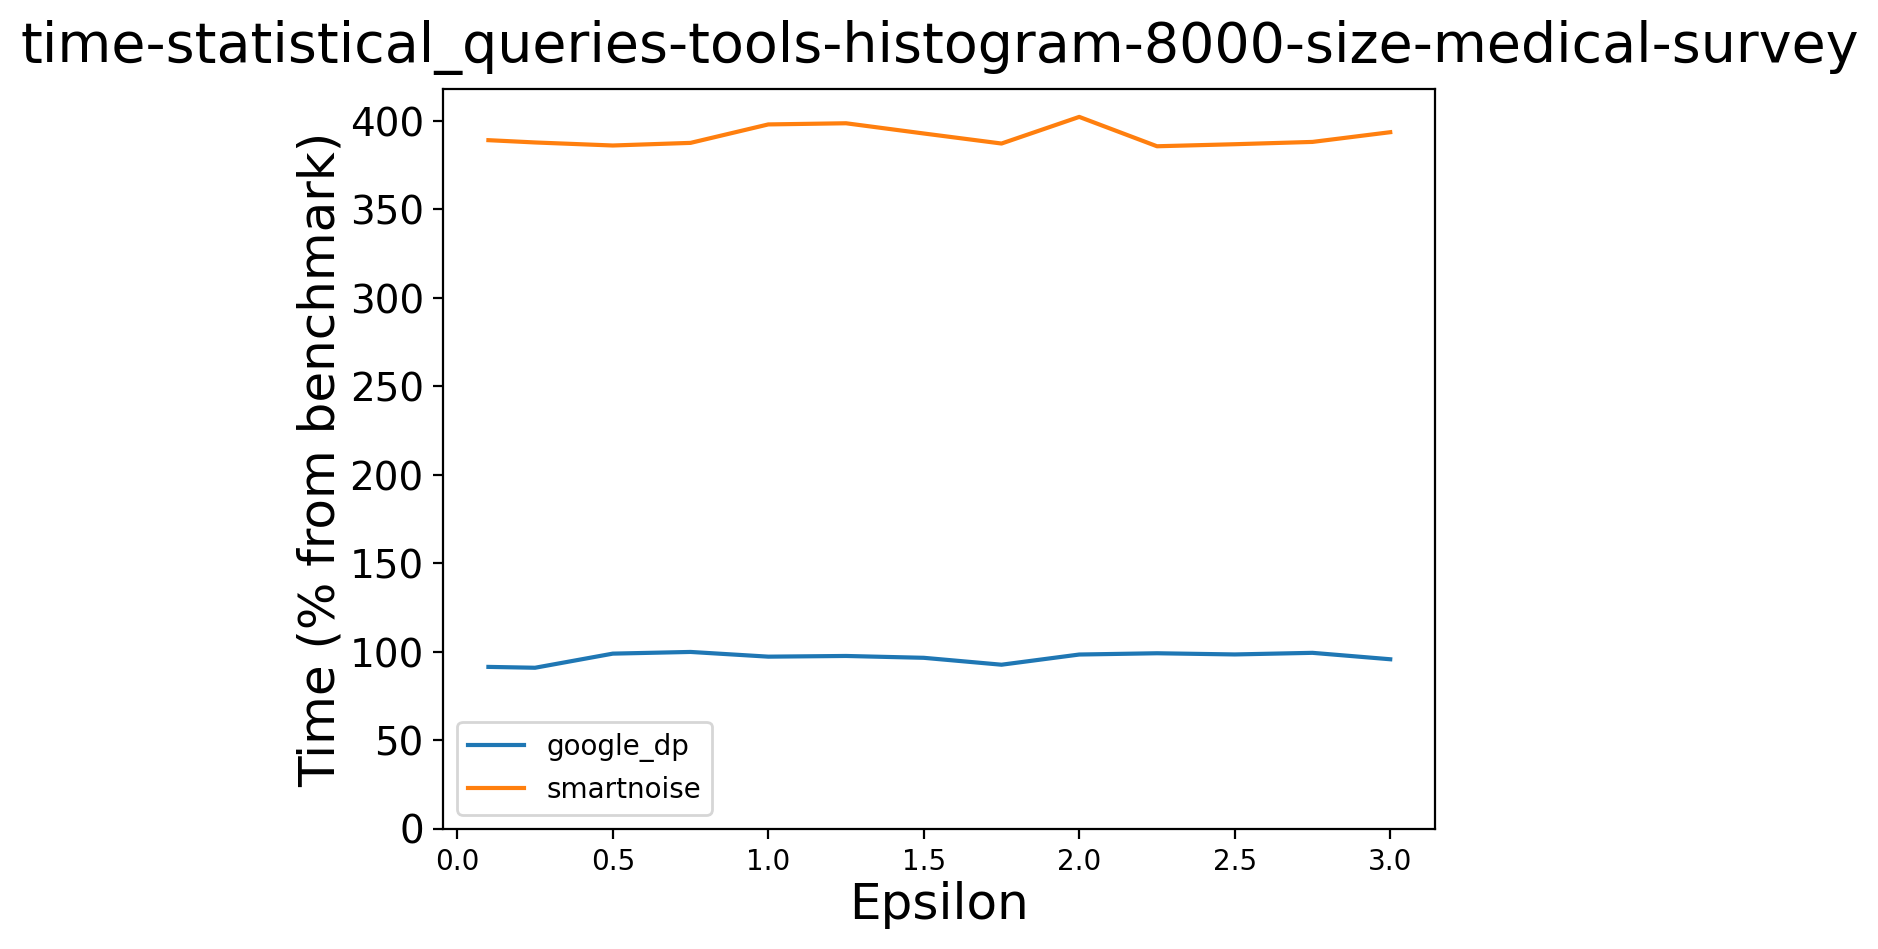 time-statistical_queries-tools-histogram-8000-size-medical-survey
Time (% from benchmark)
400
350
300
250
200
150
100
50
0
google_dp
smartnoise
0.0 0.5 1.0 1.5 2.0 2.5 3.0
Epsilon